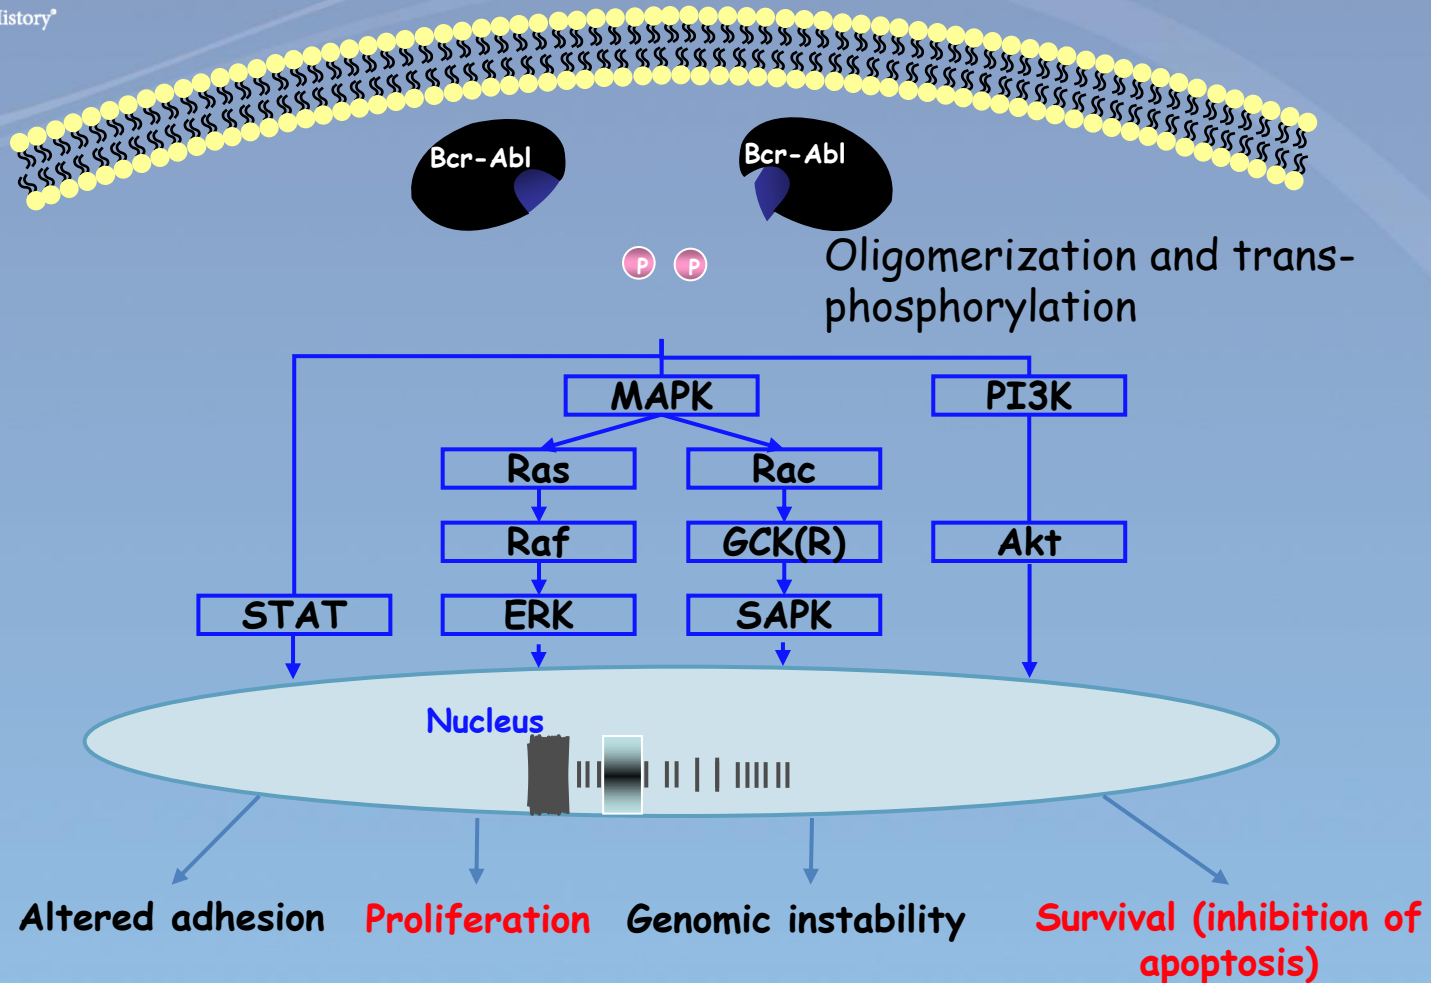 History®
Bcr-Abl
Bcr-Abl
P P
Oligomerization and trans-
phosphorylation
MAPK
PI3K
Ras
Rac
Raf
GCK(R)
Akt
STAT
ERK
SAPK
Nucleus
Altered adhesion
Proliferation
Genomic instability
Survival (inhibition of
apoptosis)